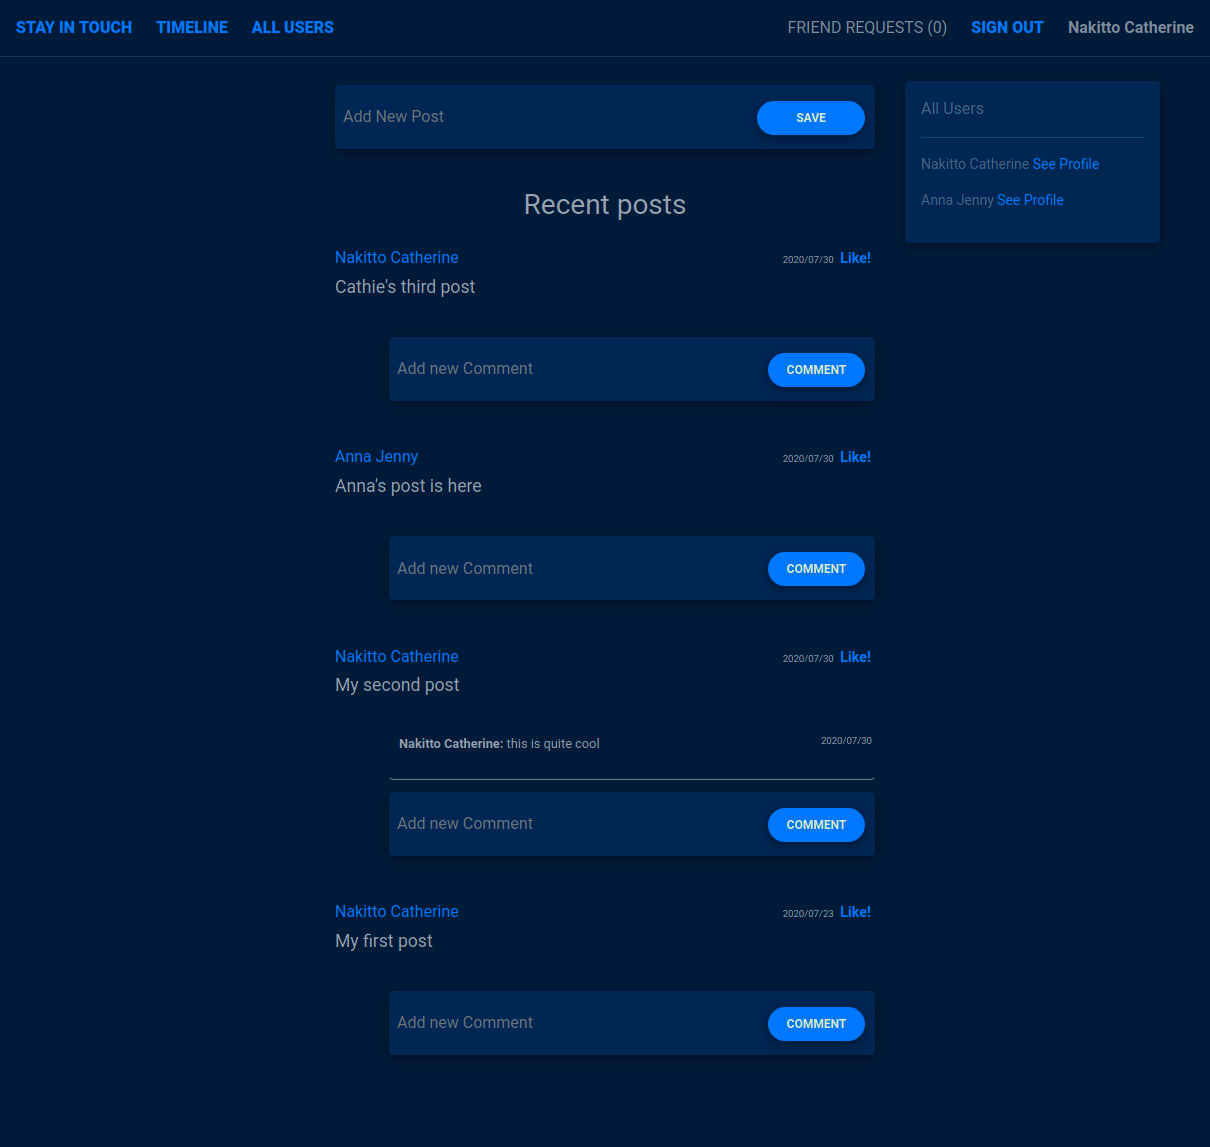 STAY IN TOUCH TIMELINE ALL USERS FRIEND REQUESTS (0) SIGN OUT Nakitto Catherine
Add New Post SAVE
All Users
Nakitto Catherine See Profile
Anna Jenny See Profile
Recent posts
Nakitto Catherine 2020/07/30 Like!
Cathie's third post
Add new Comment COMMENT
Anna Jenny 2020/07/30 Like!
Anna's post is here
Add new Comment COMMENT
Nakitto Catherine 2020/07/30 Like!
My second post
Nakitto Catherine: this is quite cool 2020/07/30
Add new Comment COMMENT
Nakitto Catherine 2020/07/23 Like!
My first post
Add new Comment COMMENT